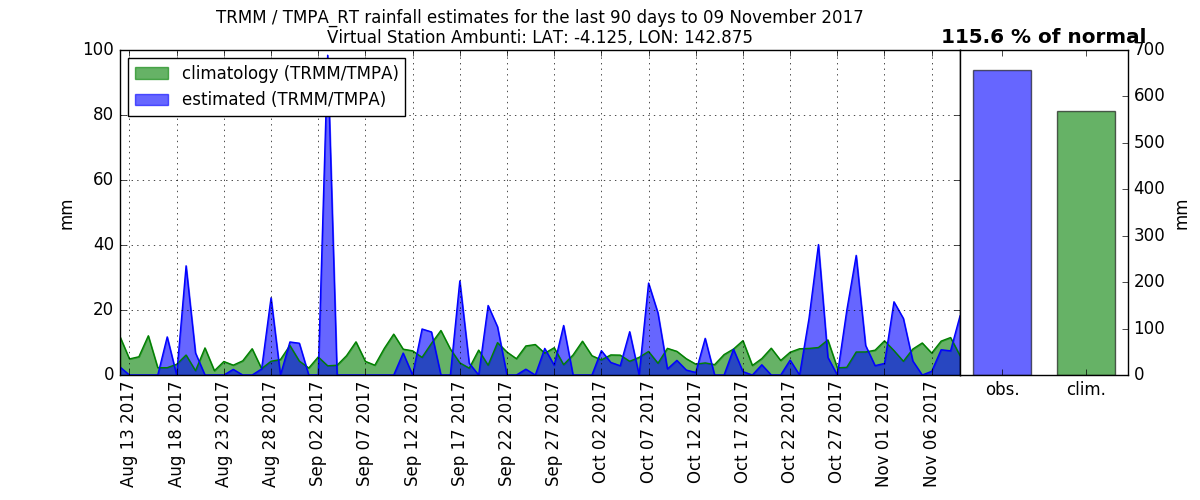 TRMM / TMPA_RT rainfall estimates for the last 90 days to 09 November 2017
Virtual Station Ambunti: LAT: -4.125, LON: 142.875
115.6 % of normal
climatology (TRMM/TMPA)
estimated (TRMM/TMPA)
mm
100
80
60
40
20
0
Aug 13 2017
Aug 18 2017
Aug 23 2017
Aug 28 2017
Sep 02 2017
Sep 07 2017
Sep 12 2017
Sep 17 2017
Sep 22 2017
Sep 27 2017
Oct 02 2017
Oct 07 2017
Oct 12 2017
Oct 17 2017
Oct 22 2017
Oct 27 2017
Nov 01 2017
Nov 06 2017
700
600
500
400
300
200
100
0
mm
obs.
clim.